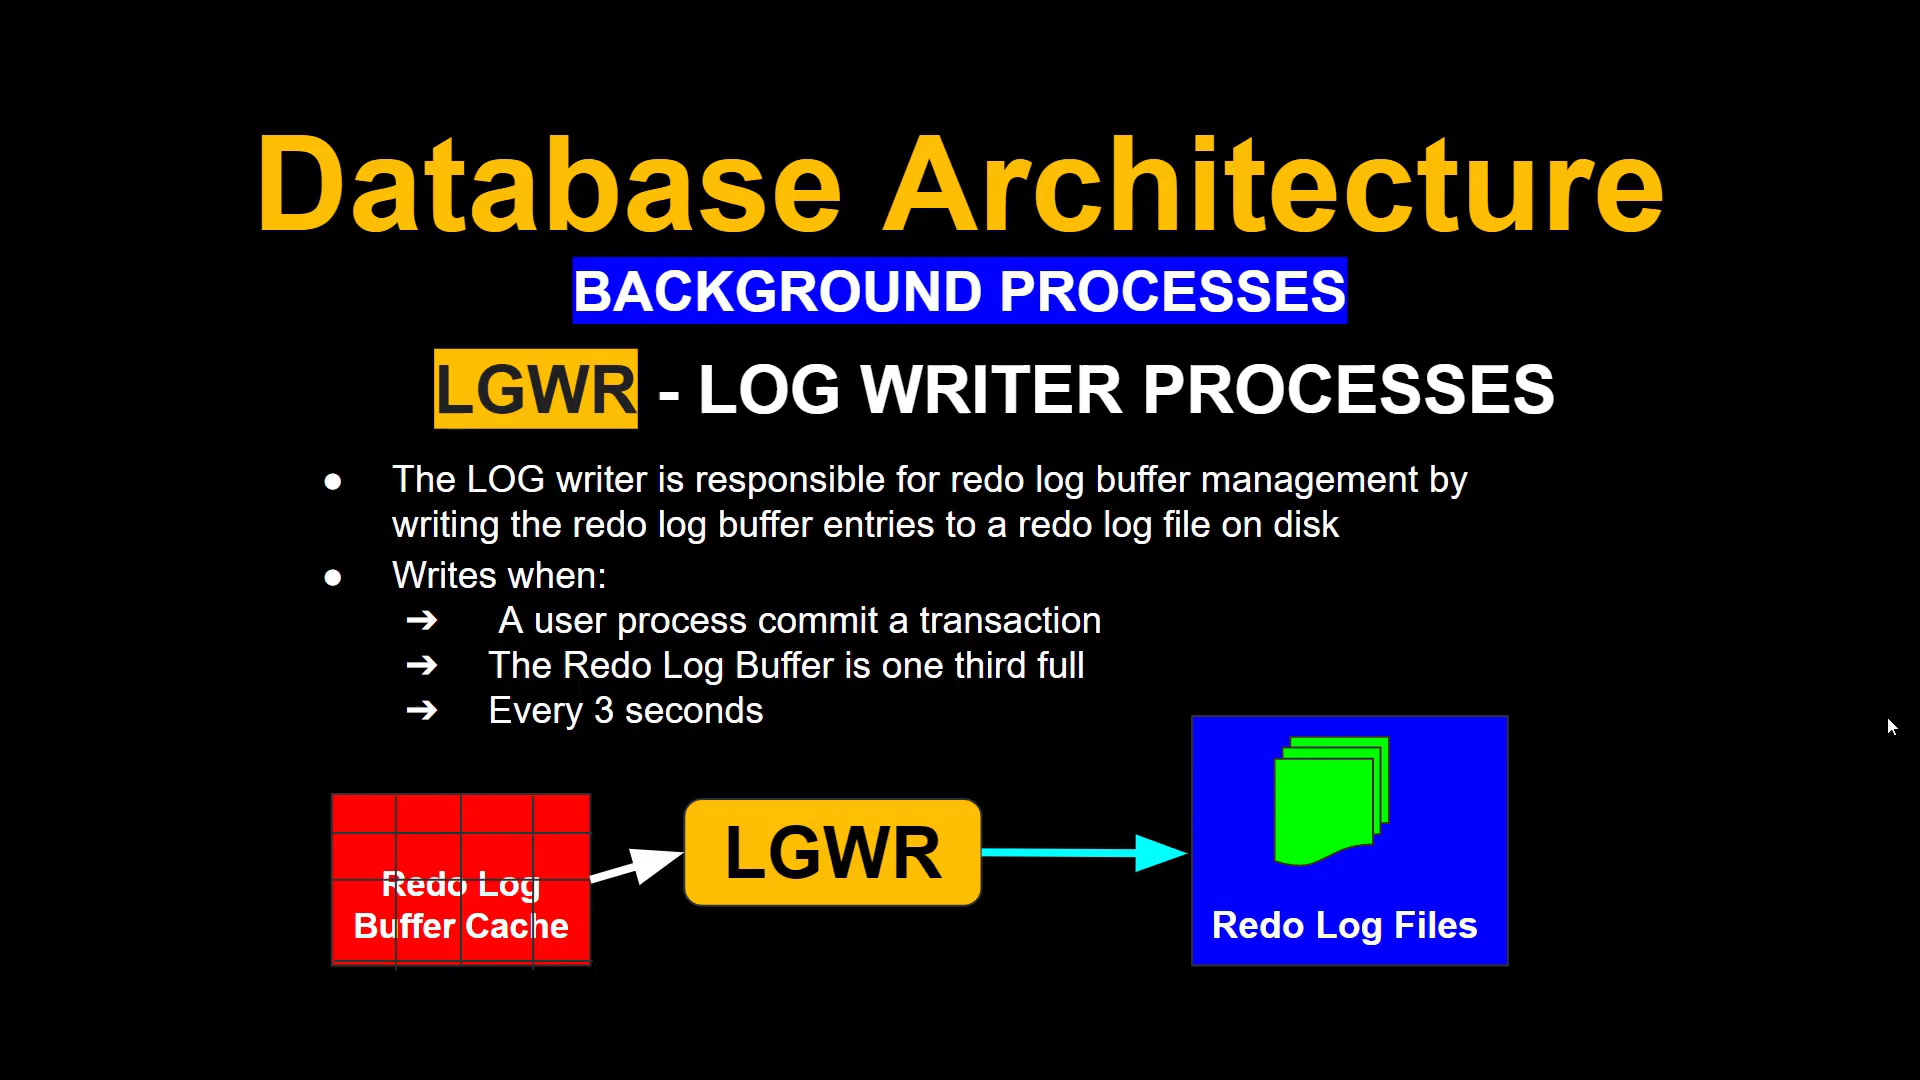 Database Architecture
BACKGROUND PROCESSES
LGWR - LOG WRITER PROCESSES
● The LOG writer is responsible for redo log buffer management by
writing the redo log buffer entries to a redo log file on disk
● Writes when:
➔ A user process commit a transaction
➔ The Redo Log Buffer is one third full
➔ Every 3 seconds
Redo Log
Buffer Cache
LGWR
Redo Log Files